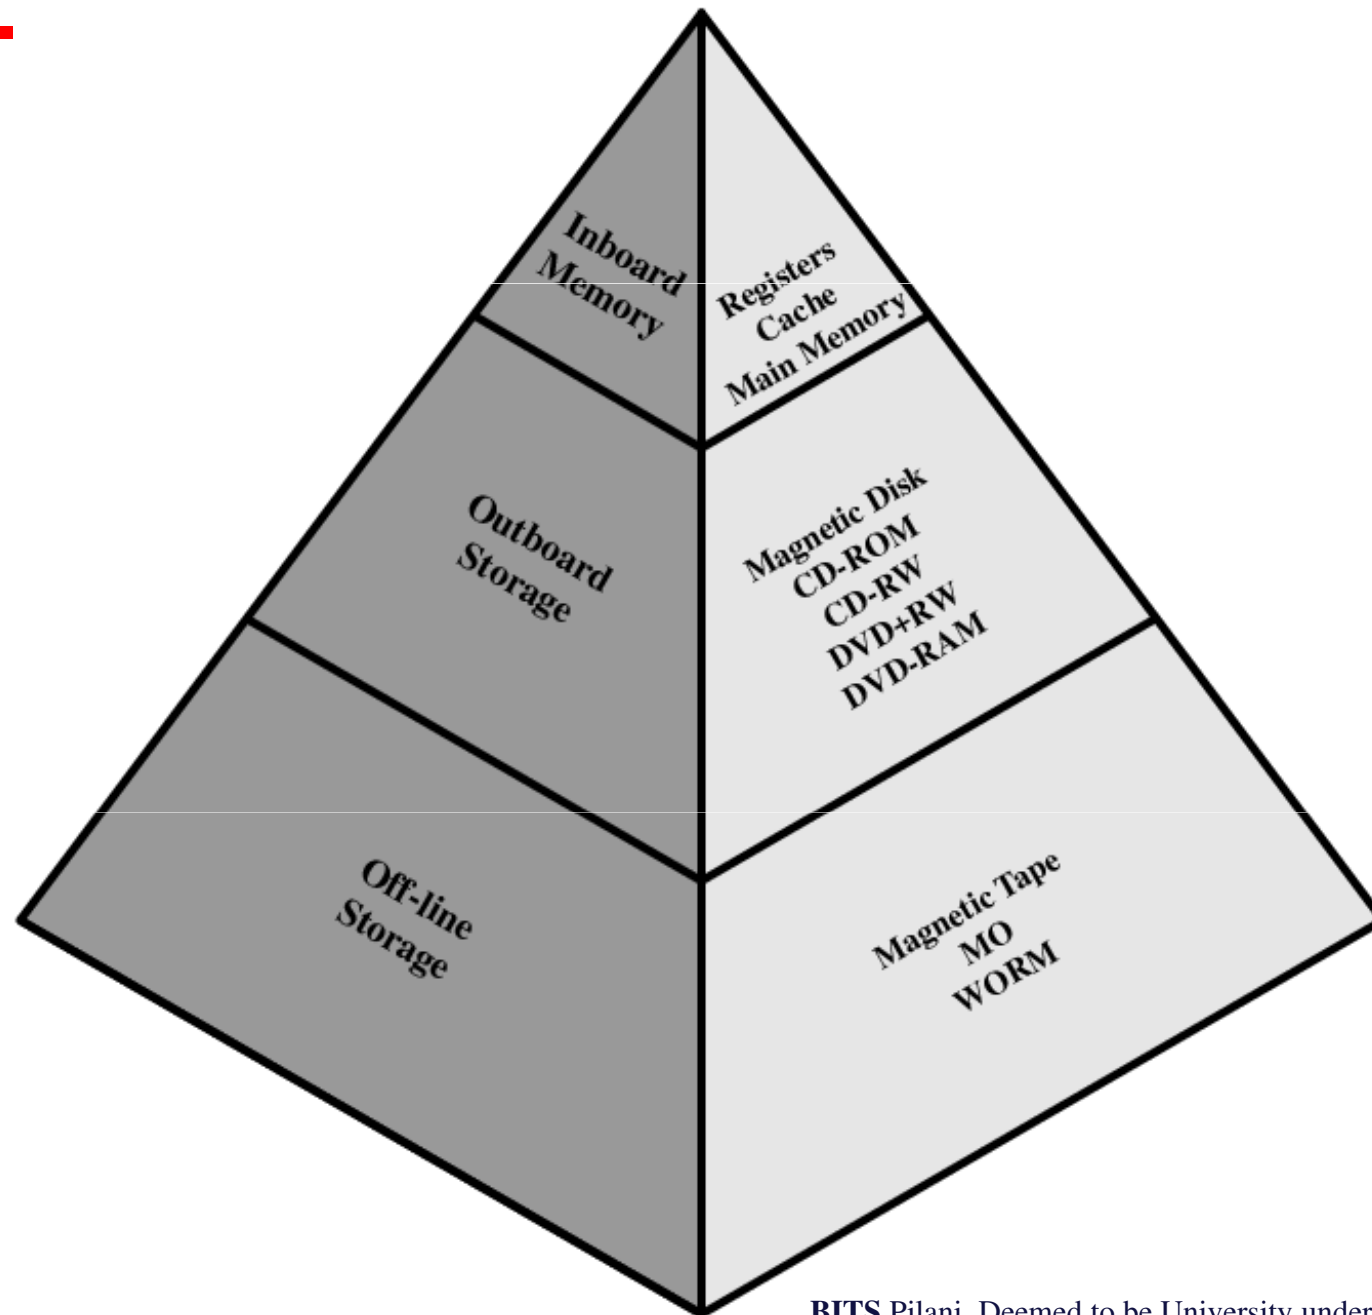 Inboard
Memory
Registers
Cache
Main Memory
Outboard
Storage
Magnetic Disk
CD-ROM
CD-RW
DVD+RW
DVD-RAM
Off-line
Storage
Magnetic Tape
MO
WORM
BITS Pilani, Deemed to be University under